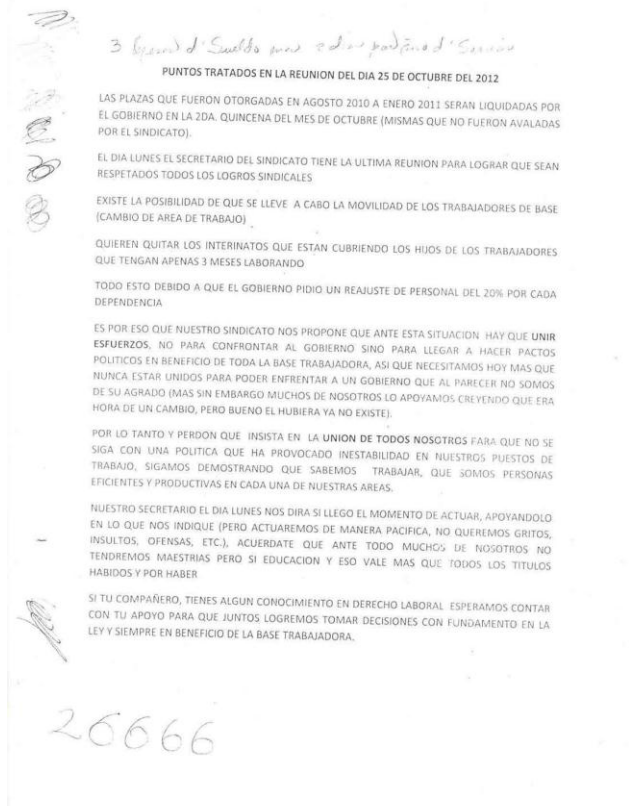 3 d' Sueldo mas 2 d'
PUNTOS TRATADOS EN LA REUNION DEL DIA 25 DE OCTUBRE DEL 2012
LAS PLAZAS QUE FUERON OTORGADAS EN AGOSTO 2010 A ENERO 2011 SERAN LIQUIDADAS POR
EL GOBIERNO EN LA 2DA. QUINCENA DEL MES DE OCTUBRE (MISMAS QUE NO FUERON AVALADAS
POR EL SINDICATO).
EL DIA LUNES EL SECRETARIO DEL SINDICATO TIENE LA ULTIMA REUNION PARA LOGRAR QUE SEAN
RESPETADOS TODOS LOS LOGROS SINDICALES
EXISTE LA POSIBILIDAD DE QUE SE LLEVE A CABO LA MOVILIDAD DE LOS TRABAJADORES DE BASE
(CAMBIO DE AREA DE TRABAJO)
QUIEREN QUITAR LOS INTERINATOS QUE ESTAN CUBRIENDO LOS HIJOS DE LOS TRABAJADORES
QUE TENGAN APENAS 3 MESES LABORANDO
TODO ESTO DEBIDO A QUE EL GOBIERNO PIDIO UN REAJUSTE DE PERSONAL DEL 20% POR CADA
DEPENDENCIA
ES POR ESO QUE NUESTRO SINDICATO NOS PROPONE QUE ANTE ESTA SITUACION HAY QUE UNIR
ESFUERZOS, NO PARA CONFRONTAR AL GOBIERNO SINO PARA LLEGAR A HACER PACTOS
POLITICOS EN BENEFICIO DE TODA LA BASE TRABAJADORA, ASI QUE NECESITAMOS HOY MAS QUE
NUNCA ESTAR UNIDOS PARA PODER ENFRENTAR A UN GOBIERNO QUE AL PARECER NO SOMOS
DE SU AGRADO (MAS SIN EMBARGO MUCHOS DE NOSOTROS LO APOYAMOS CREYENDO QUE ERA
HORA DE UN CAMBIO, PERO BUENO EL HUBIERA YA NO EXISTE).
POR LO TANTO Y PERDON QUE INSISTA EN LA UNION DE TODOS NOSOTROS PARA QUE NO SE
SIGA CON UNA POLITICA QUE HA PROVOCADO INESTABILIDAD EN NUESTROS PUESTOS DE
TRABAJO, SIGAMOS DEMOSTRANDO QUE SABEMOS TRABAJAR, QUE SOMOS PERSONAS
EFICIENTES Y PRODUCTIVAS EN CADA UNA DE NUESTRAS AREAS.
NUESTRO SECRETARIO EL DIA LUNES NOS DIRA SI LLEGO EL MOMENTO DE ACTUAR, APOYANDOLO
EN LO QUE NOS INDIQUE (PERO ACTUAREMOS DE MANERA PACIFICA, NO QUEREMOS GRITOS,
INSULTOS, OFENSAS, ETC.), ACUERDATE QUE ANTE TODO MUCHOS DE NOSOTROS NO
TENDREMOS MAESTRIAS PERO SI EDUCACION Y ESO VALE MAS QUE TODOS LOS TITULOS
HABIDOS Y POR HABER
SI TU COMPAÑERO, TIENES ALGUN CONOCIMIENTO EN DERECHO LABORAL ESPERAMOS CONTAR
CON TU APOYO PARA QUE JUNTOS LOGREMOS TOMAR DECISIONES CON FUNDAMENTO EN LA
LEY Y SIEMPRE EN BENEFICIO DE LA BASE TRABAJADORA.
26666